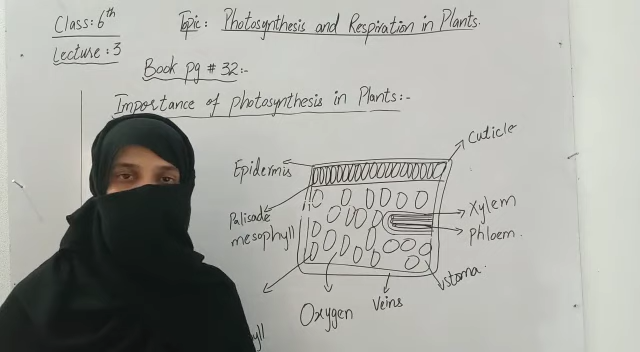 Class: 6th
Topic: Photosynthesis and Respiration in Plants.
Lecture: 3
Book pg # 32:-
Importance of photosynthesis in Plants:-
Cuticle
Epidermis
Palisade
mesophyll
Xylem
Phloem.
stoma.
Veins
Oxygen
yll